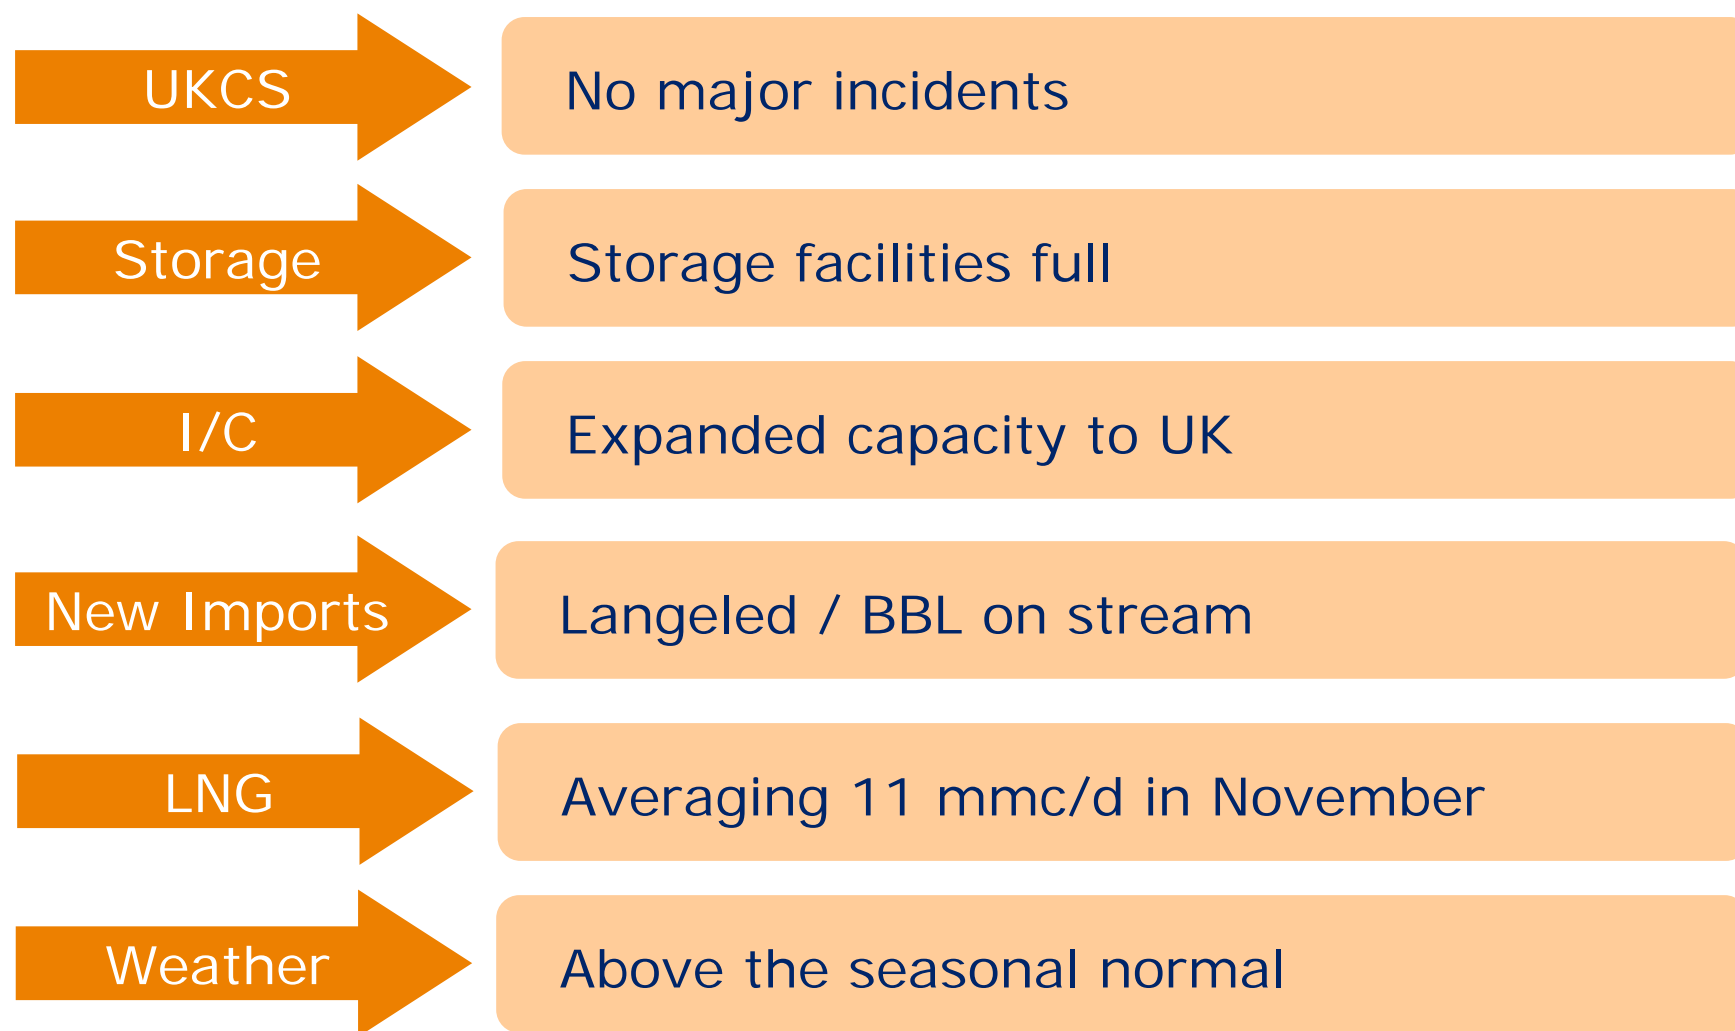 UKCS
No major incidents
Storage
Storage facilities full
I/C
Expanded capacity to UK
New Imports
Langeled / BBL on stream
LNG
Averaging 11 mmc/d in November
Weather
Above the seasonal normal